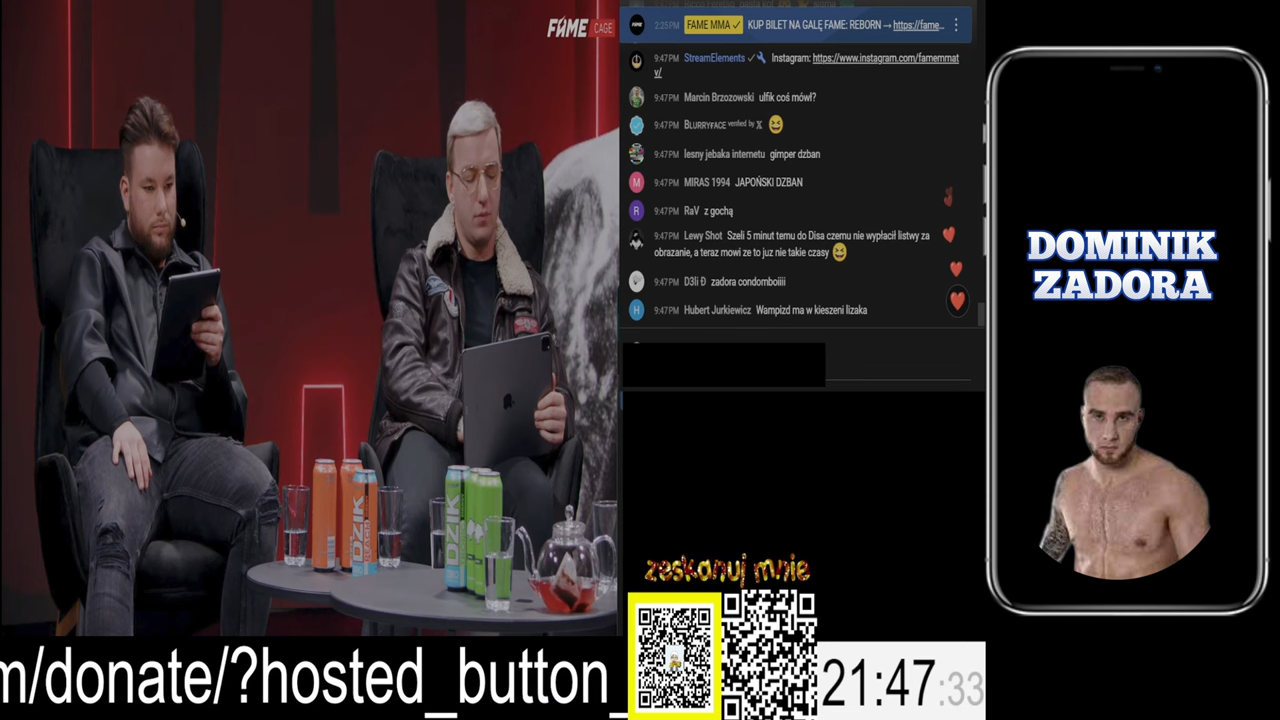 FAME CAGE
2:25PM FAME MMA ✓ KUP BILET NA GALĘ FAME: REBORN → https://fame...
9:47PM StreamElements Instagram: https://www.instagram.com/famemmat
v/
9:47PM Marcin Brzozowski ulfik coś mówł?
9:47PM BLURRYFACE verified by X 😆
9:47PM lesny jebaka internetu gimper dzban
9:47PM MIRAS 1994 JAPOŃSKI DZBAN
9:47PM RaV z gochą
9:47PM Lewy Shot Szeli 5 minut temu do Disa czemu nie wypłacił listwy za
obrazanie, a teraz mowi ze to juz nie takie czasy 😆
9:47PM D3li Đ zadora condomboiiii
9:47PM Hubert Jurkiewicz Wampizd ma w kieszeni lizaka
M
R
H
DOMINIK
ZADORA
DZIK
DZIK
zeskanuj mnie
m/donate/?hosted_button_
21:47:33